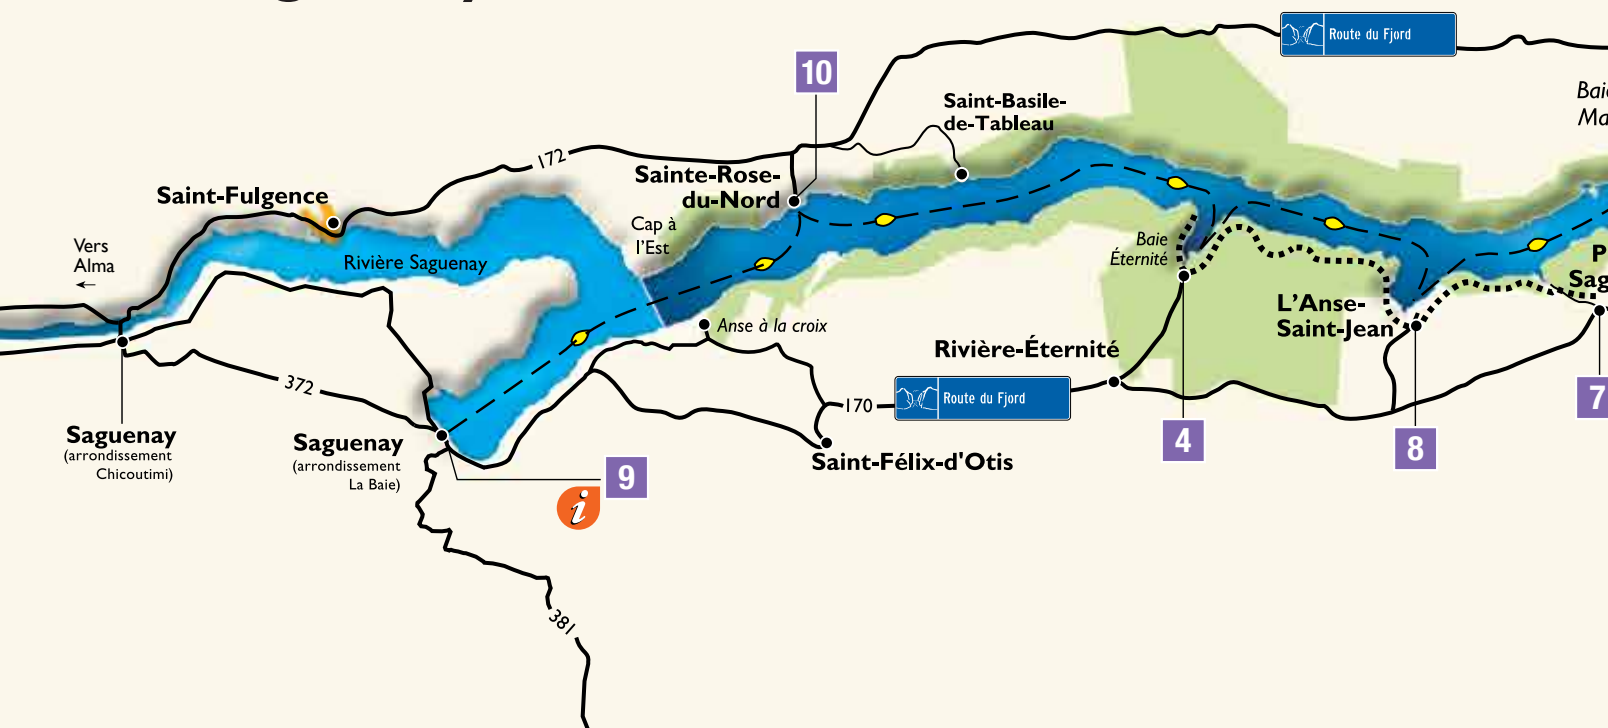 Route du Fjord
10
Baie
Saint-Basile-
de-Tableau
172
Sainte-Rose-
du-Nord
Saint-Fulgence
Cap à
l'Est
Vers
Alma
←
Rivière Saguenay
Baie
Éternité
L'Anse-
Saint-Jean
Anse à la croix
Rivière-Éternité
372
170
Route du Fjord
7
Saguenay
(arrondissement
Chicoutimi)
Saguenay
(arrondissement
La Baie)
4
8
Saint-Félix-d'Otis
9
i
381